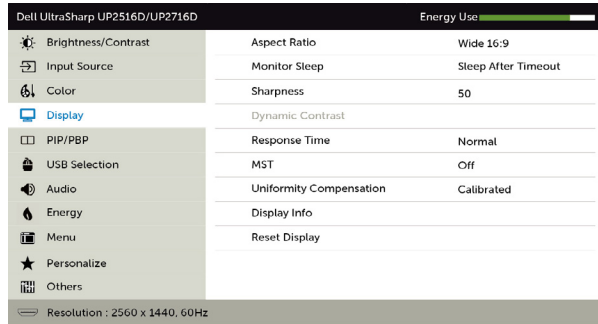 Dell UltraSharp UP2516D/UP2716D Energy Use
Brightness/Contrast Aspect Ratio Wide 16:9
Input Source Monitor Sleep Sleep After Timeout
Color Sharpness 50
Display Dynamic Contrast
PIP/PBP Response Time Normal
USB Selection MST Off
Audio Uniformity Compensation Calibrated
Energy Display Info
Menu Reset Display
Personalize
Others
Resolution : 2560 x 1440, 60Hz